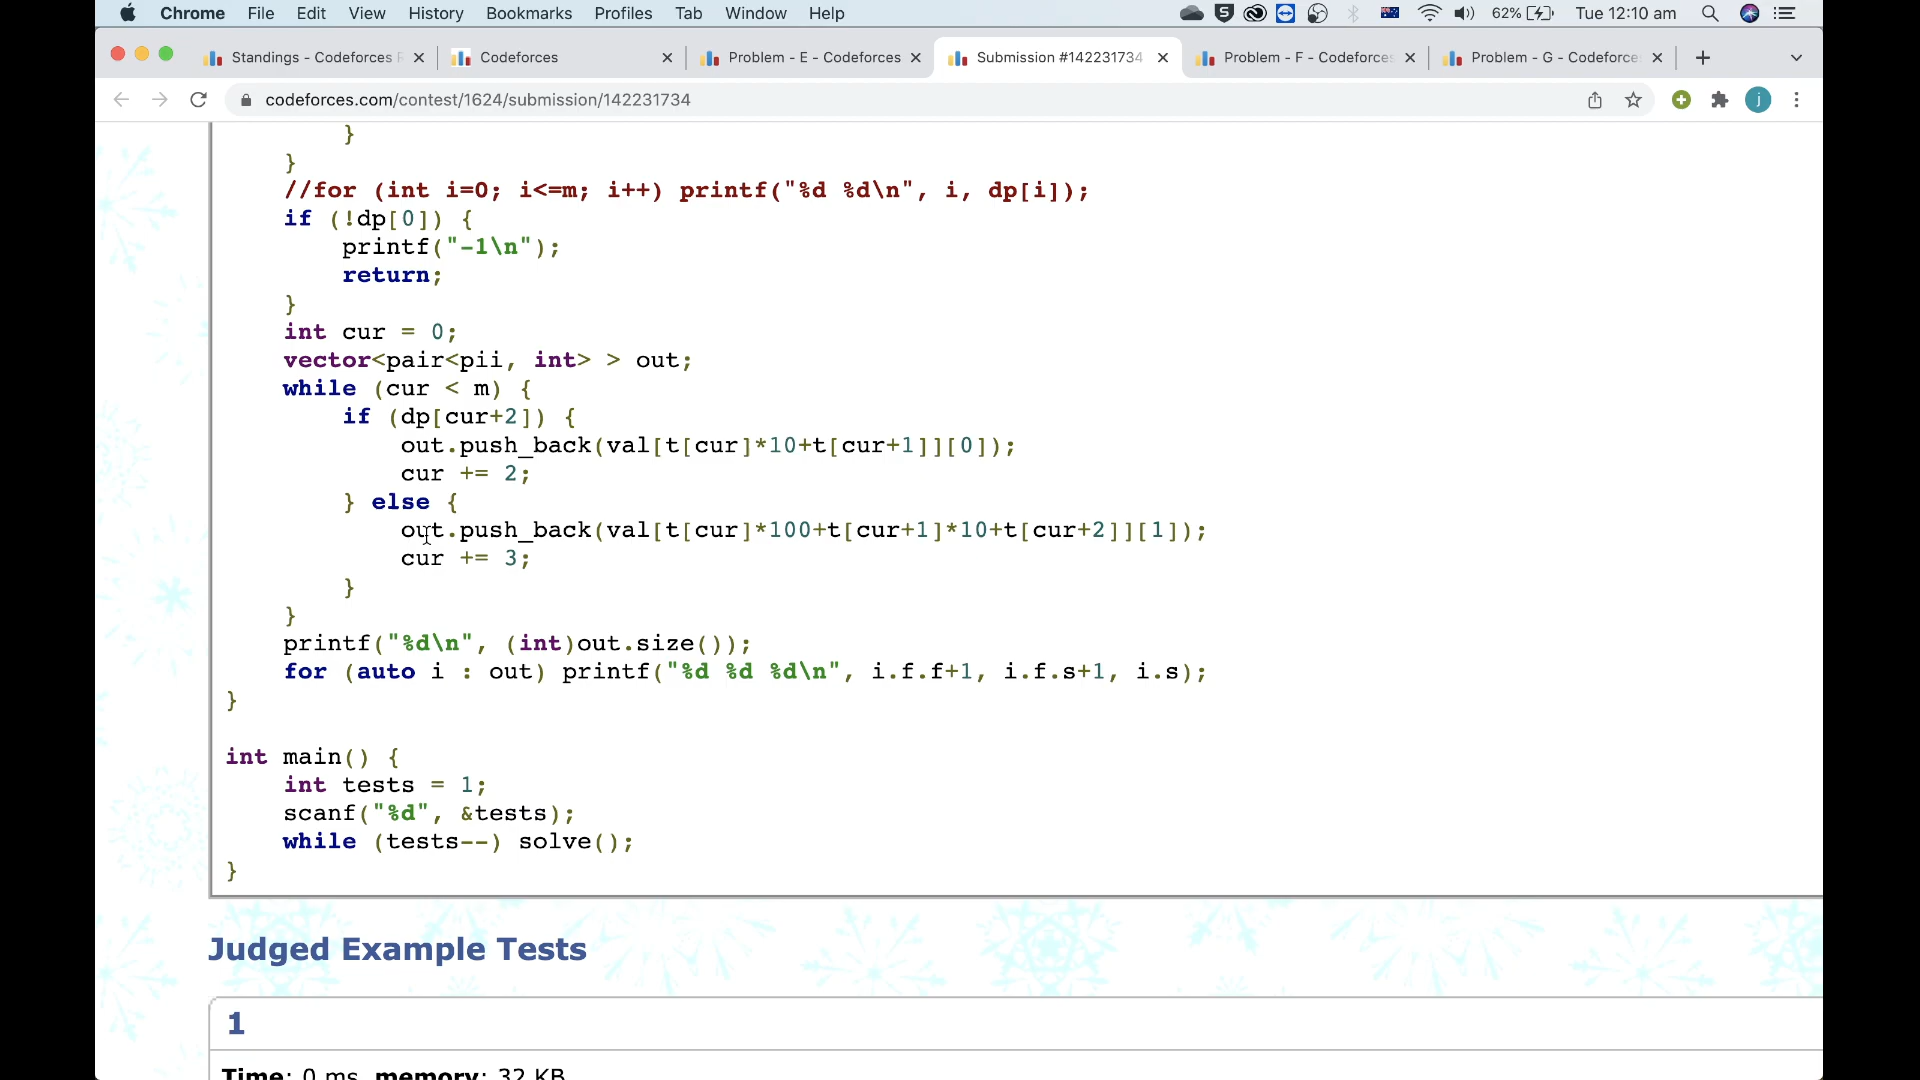 Chrome File Edit View History Bookmarks Profiles Tab Window Help 62% Tue 12:10 am
Standings - Codeforces R Codeforces Problem - E - Codeforces Submission #142231734 Problem - F - Codeforces Problem - G - Codeforces
codeforces.com/contest/1624/submission/142231734 j
}
}
//for (int i=0; i<=m; i++) printf("%d %d\n", i, dp[i]);
if (!dp[0]) {
printf("-1\n");
return;
}
int cur = 0;
vector<pair<pii, int> > out;
while (cur < m) {
if (dp[cur+2]) {
out.push_back(val[t[cur]*10+t[cur+1]][0]);
cur += 2;
} else {
out.push_back(val[t[cur]*100+t[cur+1]*10+t[cur+2]][1]);
cur += 3;
}
}
printf("%d\n", (int)out.size());
for (auto i : out) printf("%d %d %d\n", i.f.f+1, i.f.s+1, i.s);
}
int main() {
int tests = 1;
scanf("%d", &tests);
while (tests--) solve();
}
Judged Example Tests
1
Time: 0 ms, memory: 32 KB